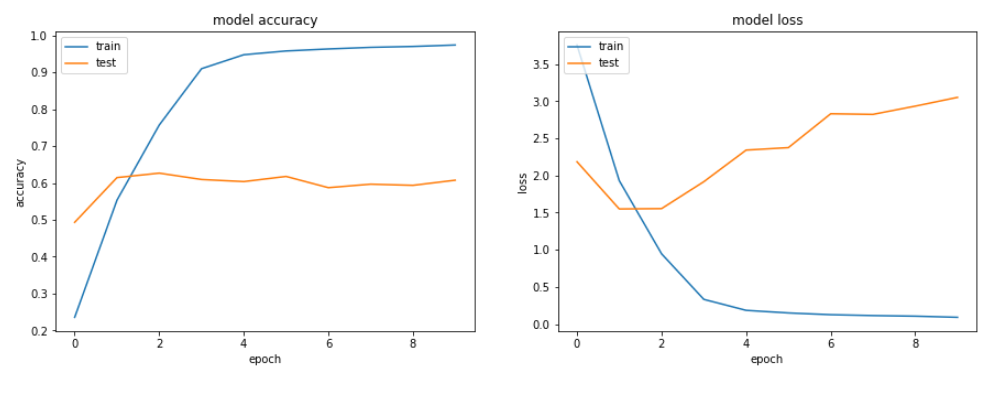 model accuracy
1.0
0.9
0.8
0.7
0.6
0.5
0.4
0.3
0.2
accuracy
train
test
0 2 4 6 8
epoch
model loss
3.5
3.0
2.5
2.0
1.5
1.0
0.5
0.0
loss
train
test
0 2 4 6 8
epoch